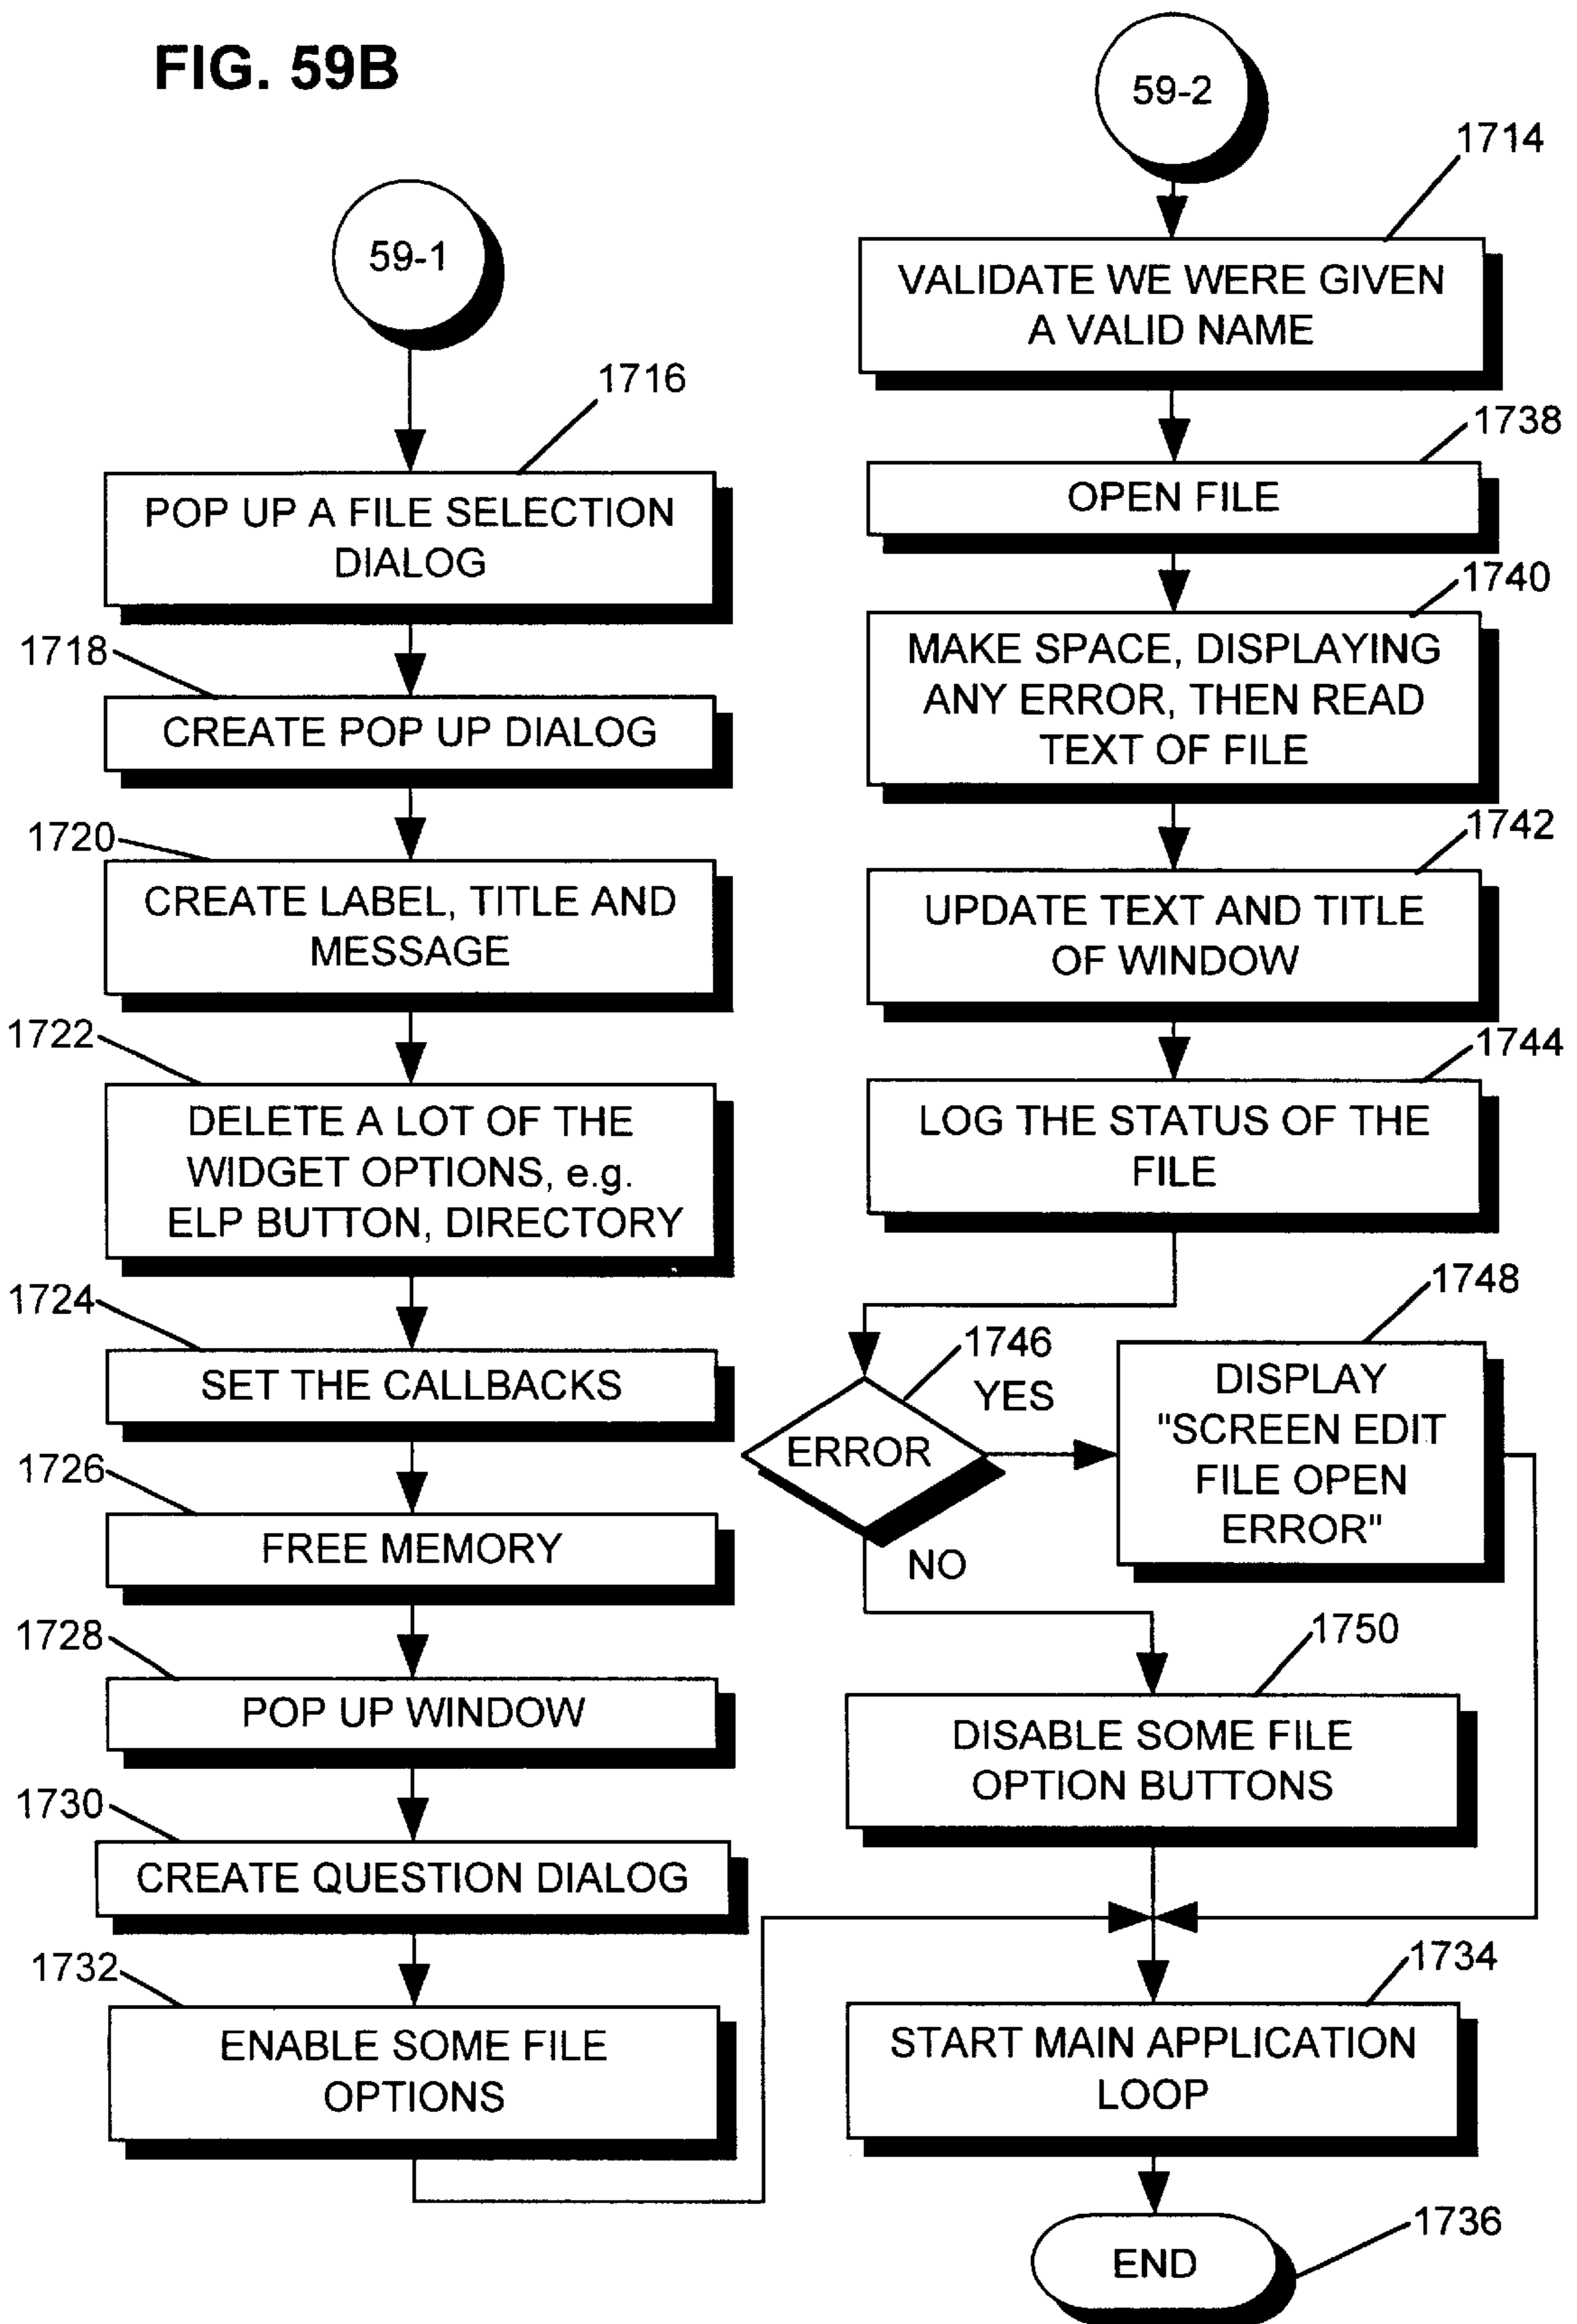 FIG. 59B
59-1
1716
POP UP A FILE SELECTION
DIALOG
1718
CREATE POP UP DIALOG
1720
CREATE LABEL, TITLE AND
MESSAGE
1722
DELETE A LOT OF THE
WIDGET OPTIONS, e.g.
ELP BUTTON, DIRECTORY
1724
SET THE CALLBACKS
1726
FREE MEMORY
1728
POP UP WINDOW
1730
CREATE QUESTION DIALOG
1732
ENABLE SOME FILE
OPTIONS
59-2
1714
VALIDATE WE WERE GIVEN
A VALID NAME
1738
OPEN FILE
1740
MAKE SPACE, DISPLAYING
ANY ERROR, THEN READ
TEXT OF FILE
1742
UPDATE TEXT AND TITLE
OF WINDOW
1744
LOG THE STATUS OF THE
FILE
1746
ERROR
YES
NO
1748
DISPLAY
"SCREEN EDIT
FILE OPEN
ERROR"
1750
DISABLE SOME FILE
OPTION BUTTONS
1734
START MAIN APPLICATION
LOOP
1736
END